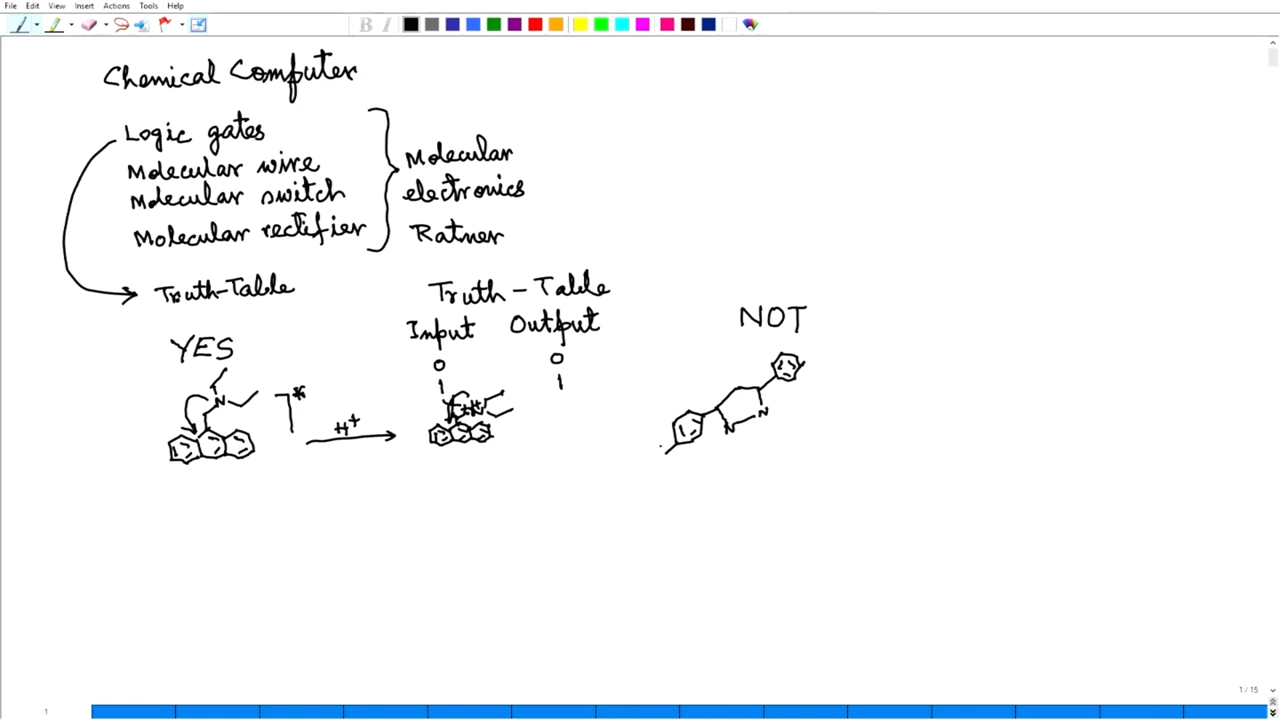 File Edit View Insert Actions Tools Help
B I
Chemical Computer
Logic gates
Molecular wire
Molecular switch
Molecular rectifier
Molecular
electronics
Ratner
Truth-Table
Truth - Table
Input Output
0 0
1 1
YES
N
*
H+
NOT
N N
1 / 15
1